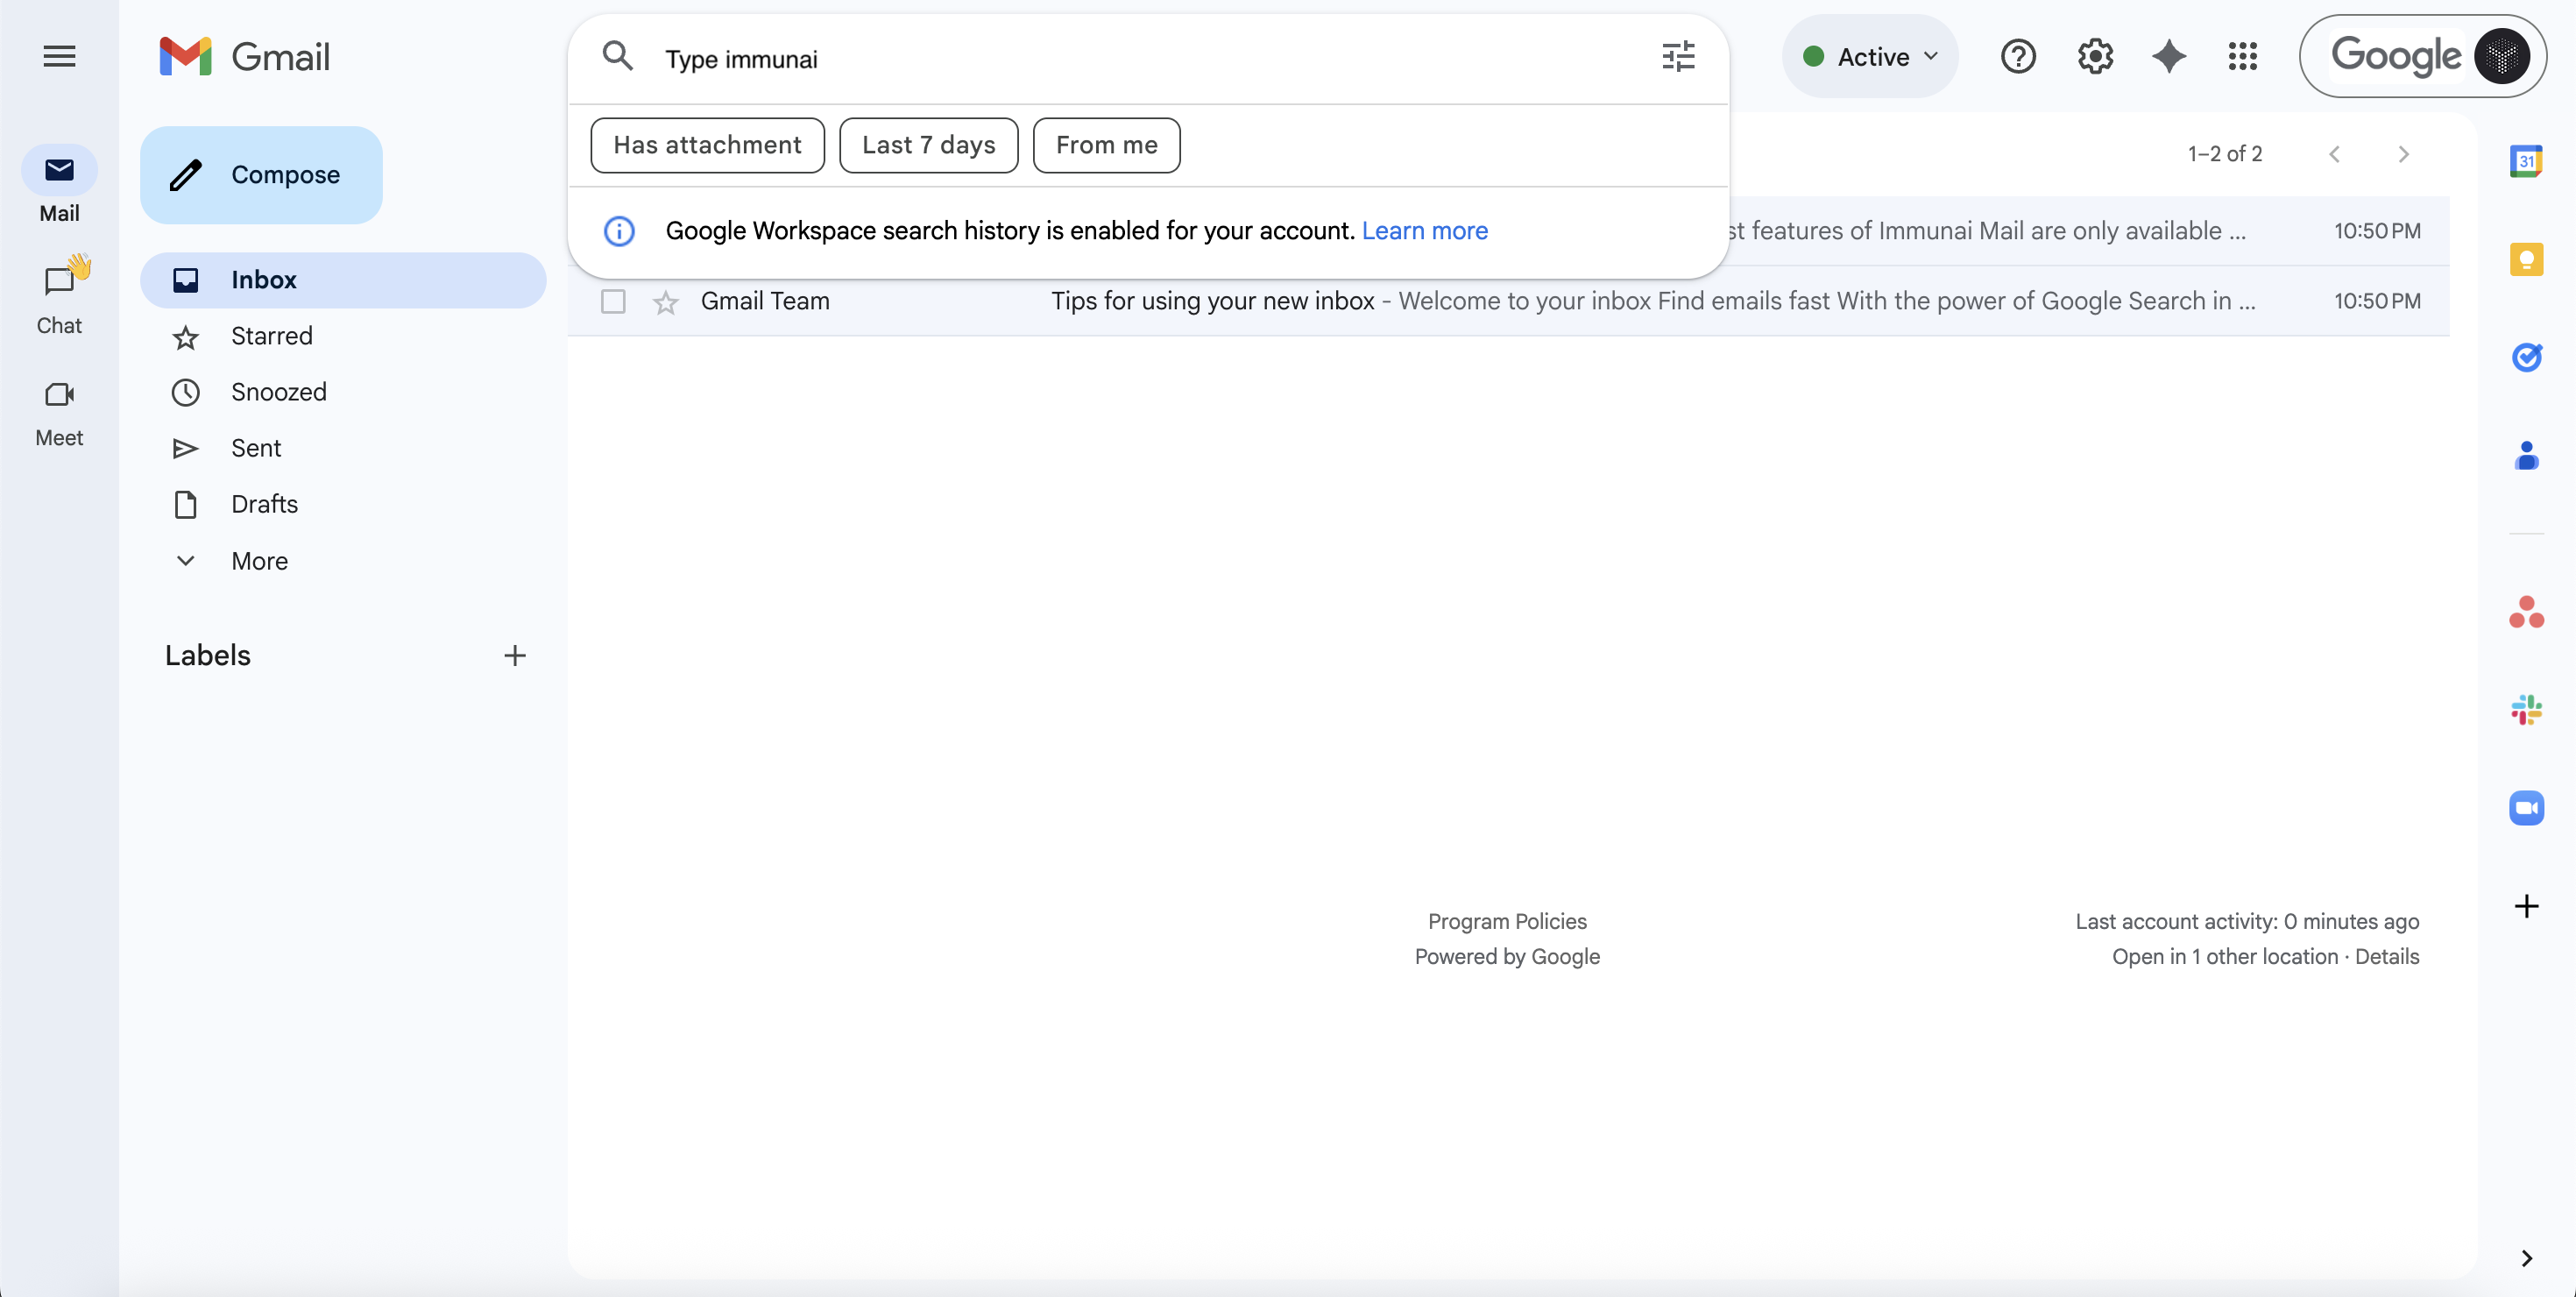 Gmail
Type immunai
Active
Google
Has attachment
Last 7 days
From me
Compose
1–2 of 2
31
Mail
Google Workspace search history is enabled for your account. Learn more
st features of Immunai Mail are only available ...
10:50 PM
Inbox
Gmail Team
Tips for using your new inbox - Welcome to your inbox Find emails fast With the power of Google Search in ...
10:50 PM
Chat
Starred
Snoozed
Meet
Sent
Drafts
More
Labels
Program Policies
Last account activity: 0 minutes ago
Powered by Google
Open in 1 other location · Details